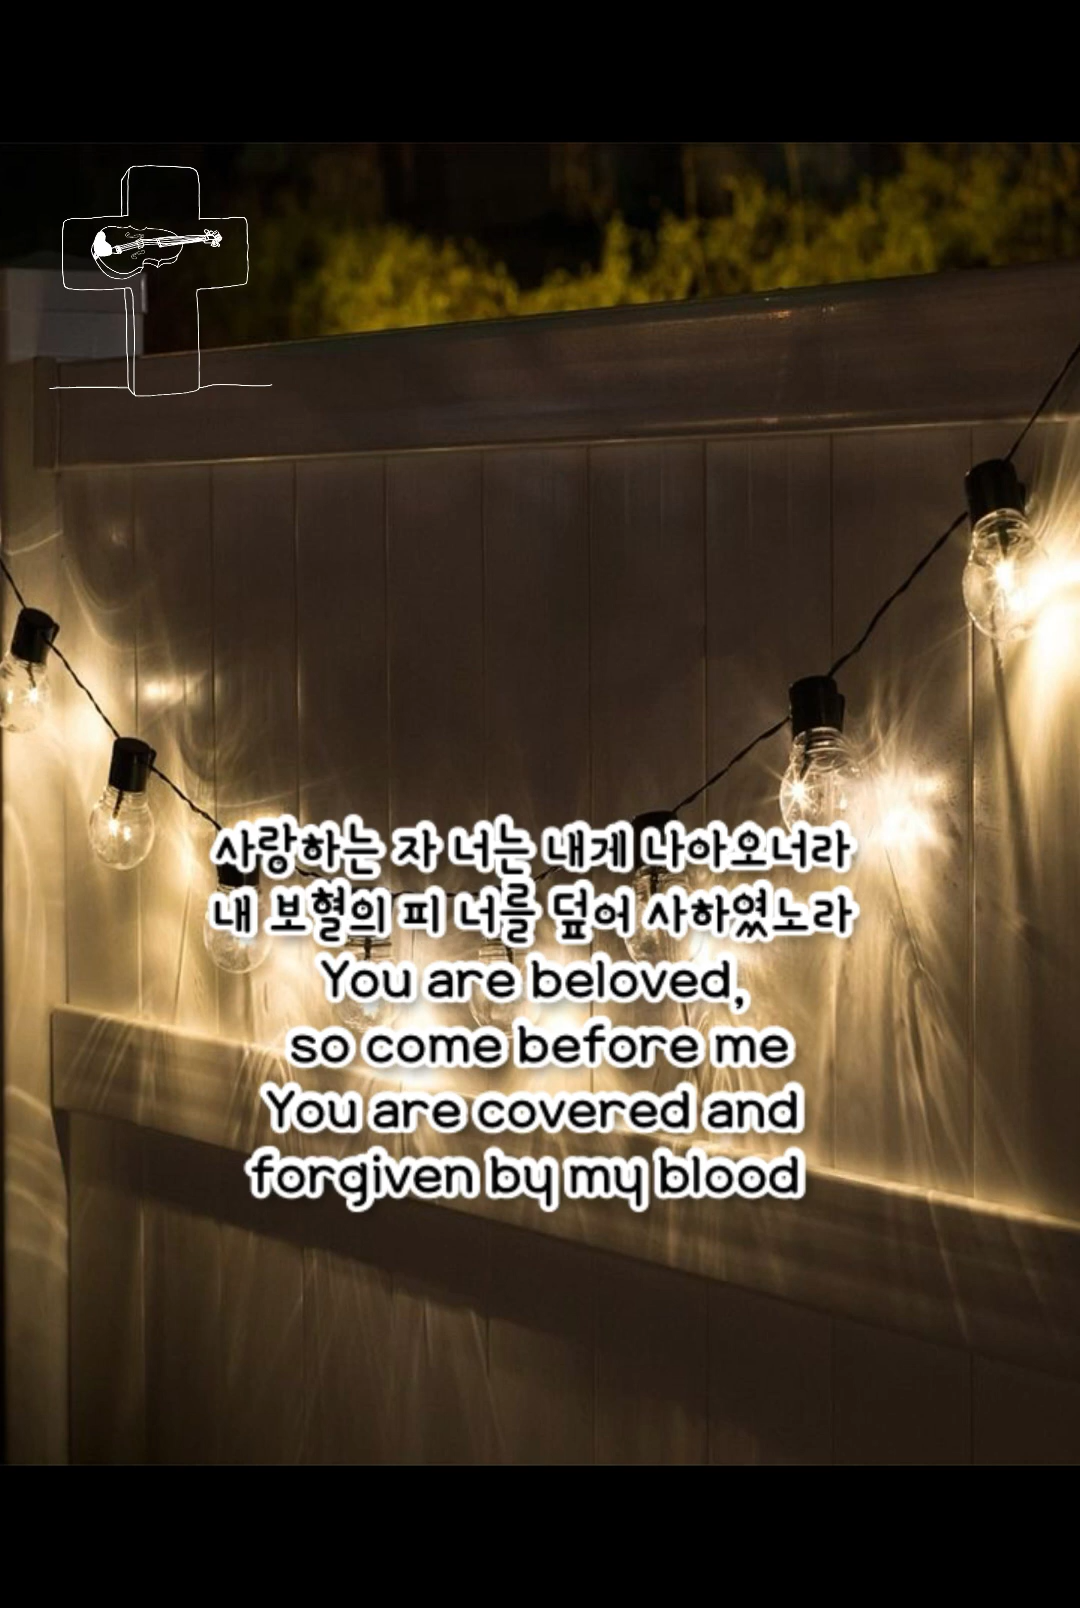 사랑하는 자 너는 내게 나아오너라
내 보혈의 피 너를 덮어 사하였노라
You are beloved,
so come before me
You are covered and
forgiven by my blood